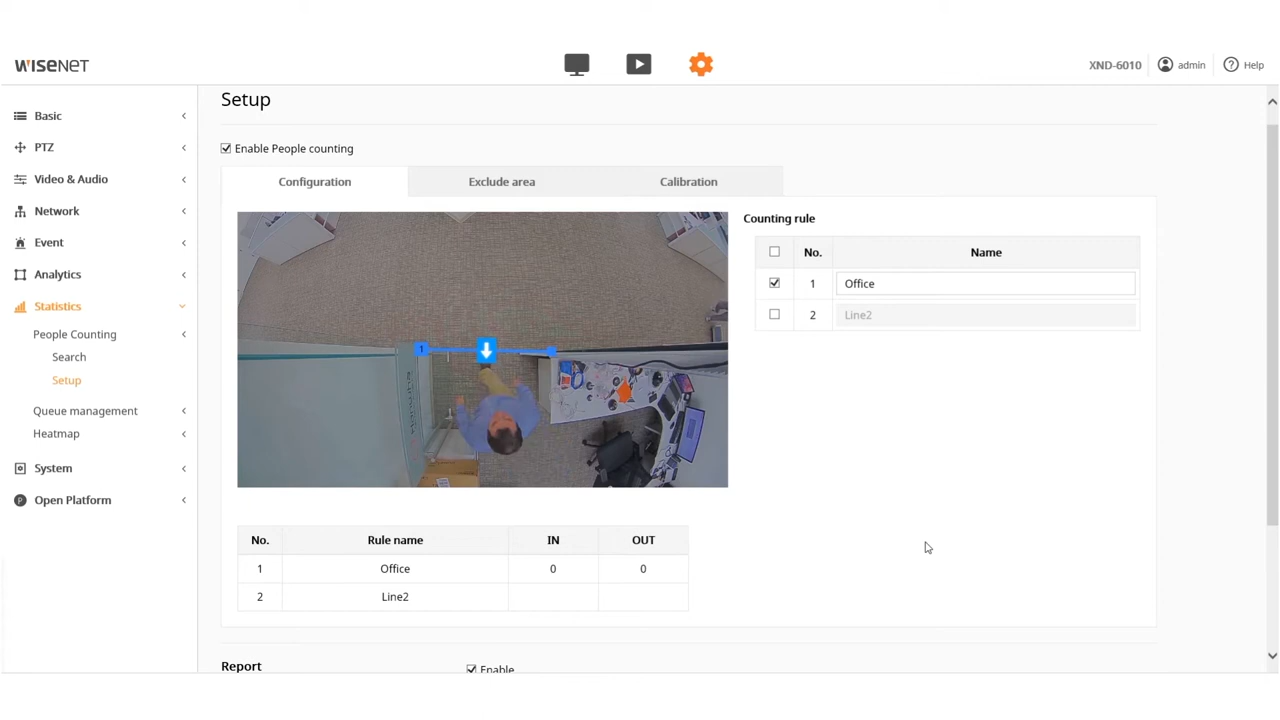 WISENET
XND-6010
admin
Help
Basic
PTZ
Video & Audio
Network
Event
Analytics
Statistics
People Counting
Search
Setup
Queue management
Heatmap
System
Open Platform
Setup
Enable People counting
Configuration
Exclude area
Calibration
1
Counting rule
No. Name
1 Office
2 Line2
No. Rule name IN OUT
1 Office 0 0
2 Line2
Report
Enable